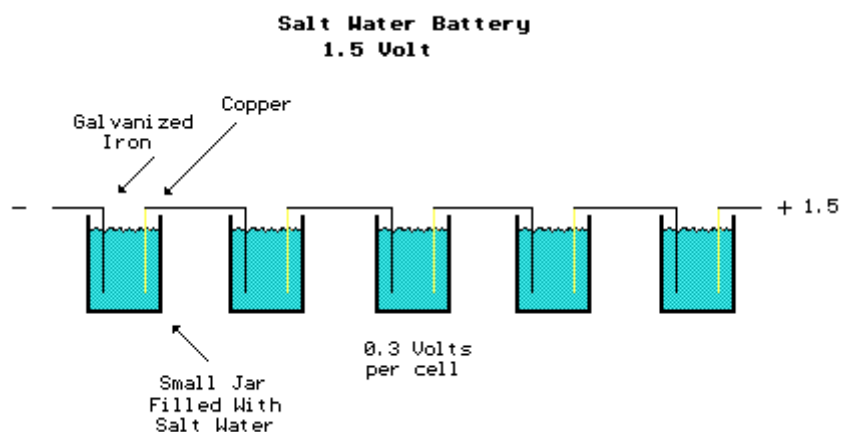 Salt Water Battery
1.5 Volt
Copper
Galvanized
Iron
-
+ 1.5
0.3 Volts
per cell
Small Jar
Filled With
Salt Water